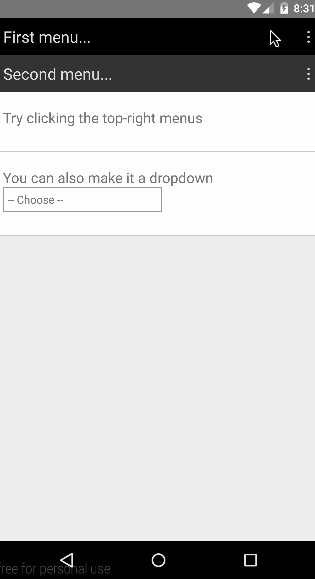 8:31
First menu...
Second menu...
Try clicking the top-right menus
You can also make it a dropdown
-- Choose --
free for personal use